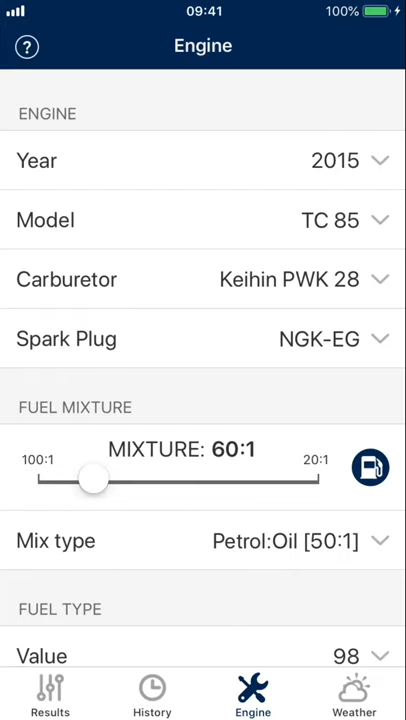 09:41
100%
?
Engine
ENGINE
Year 2015
Model TC 85
Carburetor Keihin PWK 28
Spark Plug NGK-EG
FUEL MIXTURE
MIXTURE: 60:1
100:1 20:1
Mix type Petrol:Oil [50:1]
FUEL TYPE
Value 98
Results History Engine Weather